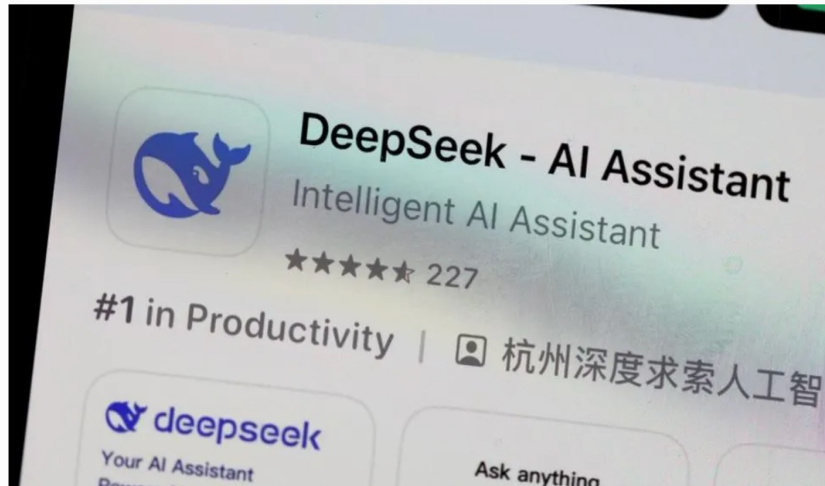 DeepSeek - AI Assistant
Intelligent AI Assistant
227
#1 in Productivity | 杭州深度求索人工智
deepseek
Your AI Assistant
Ask anything